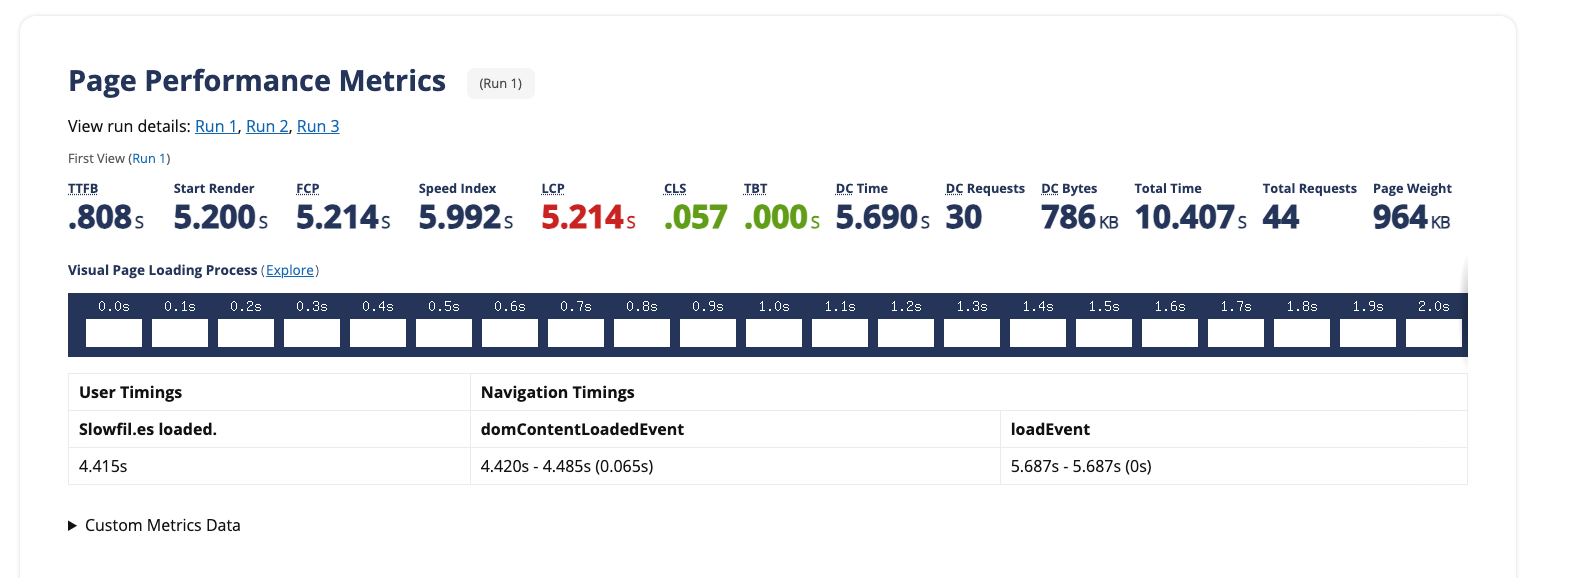 Page Performance Metrics (Run 1)
View run details: Run 1, Run 2, Run 3
First View (Run 1)
TTFB Start Render FCP Speed Index LCP CLS TBT DC Time DC Requests DC Bytes Total Time Total Requests Page Weight
.808S 5.200S 5.214S 5.992S 5.214S .057 .000S 5.690S 30 786KB 10.407S 44 964KB
Visual Page Loading Process (Explore)
0.0s 0.1s 0.2s 0.3s 0.4s 0.5s 0.6s 0.7s 0.8s 0.9s 1.0s 1.1s 1.2s 1.3s 1.4s 1.5s 1.6s 1.7s 1.8s 1.9s 2.0s
User Timings Navigation Timings
Slowfil.es loaded. domContentLoadedEvent loadEvent
4.415s 4.420s - 4.485s (0.065s) 5.687s - 5.687s (0s)
Custom Metrics Data